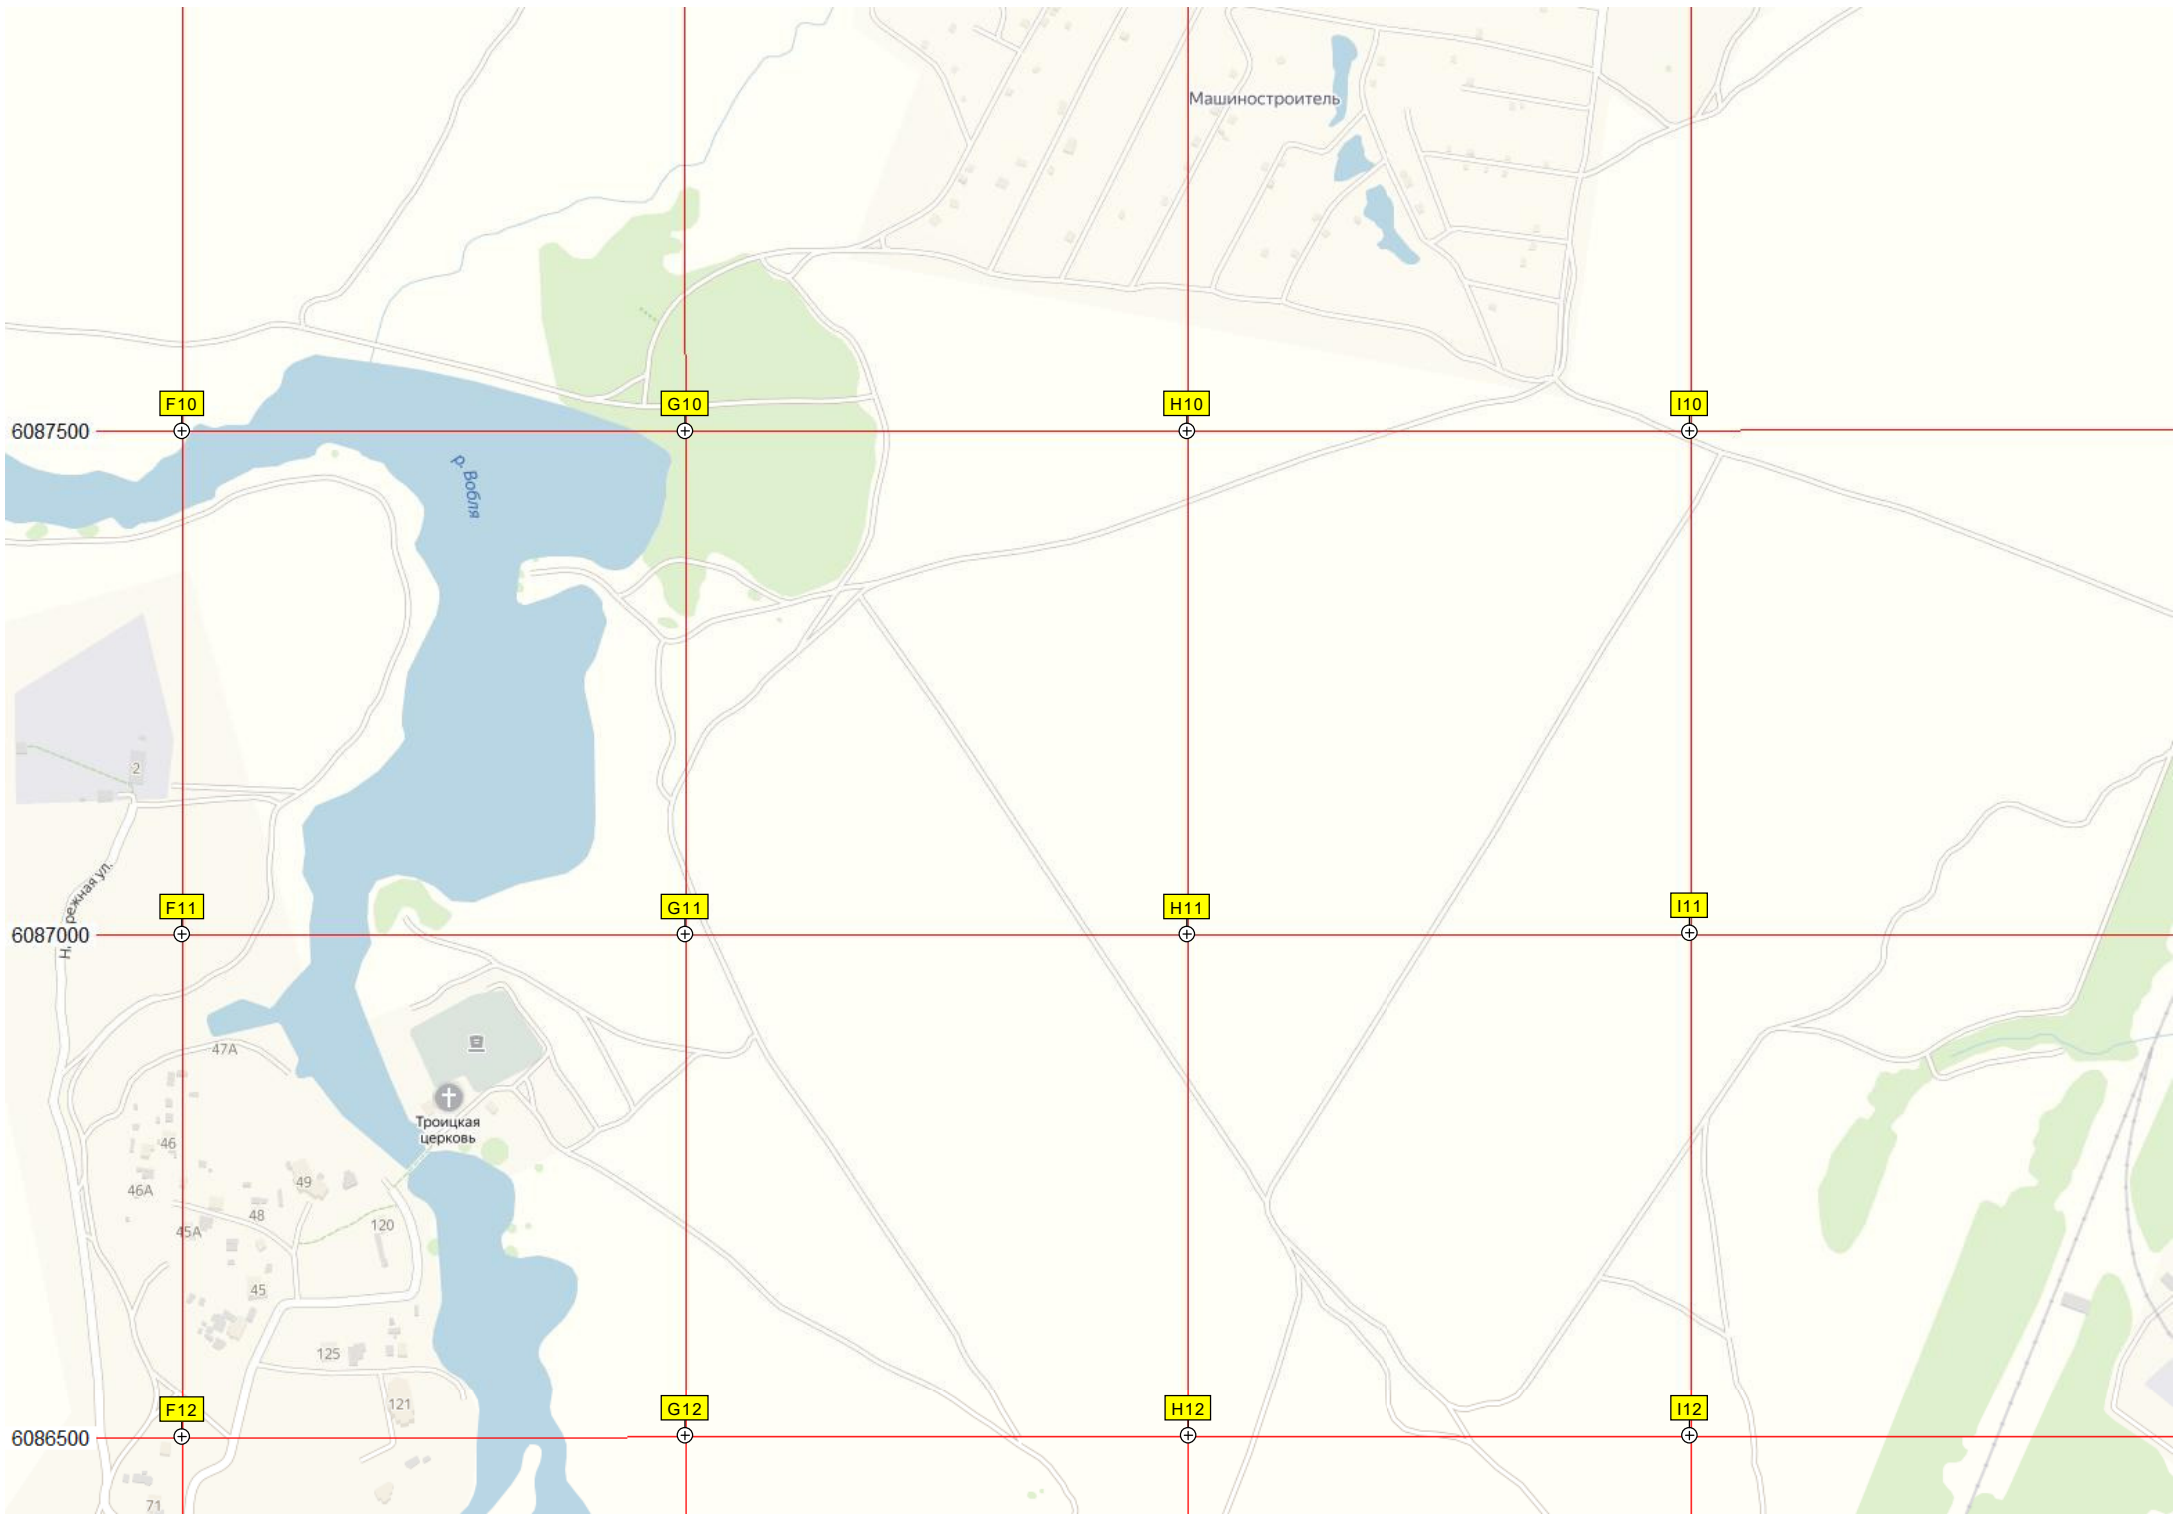 Машиностроитель
F10
G10
H10
I10
6087500
р. Вобля
2
режная ул.
F11
G11
H11
I11
6087000
Н.
47А
Троицкая
церковь
46
46А
49
48
45А
120
45
125
121
F12
G12
H12
I12
6086500
71